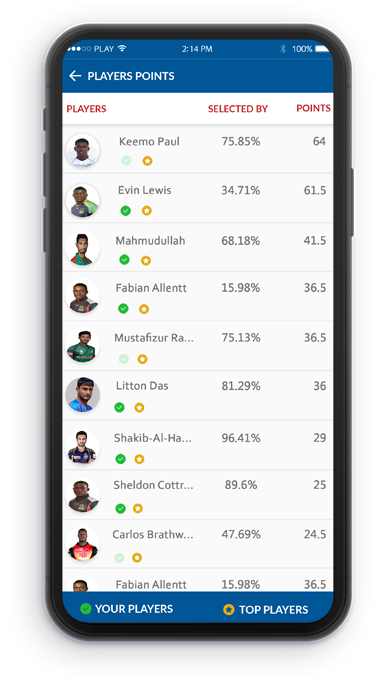 PLAY 2:14 PM 100%
PLAYERS POINTS
PLAYERS SELECTED BY POINTS
Keemo Paul 75.85% 64
Evin Lewis 34.71% 61.5
Mahmudullah 68.18% 41.5
Fabian Allentt 15.98% 36.5
Mustafizur Ra... 75.13% 36.5
Litton Das 81.29% 36
Shakib-Al-Ha... 96.41% 29
Sheldon Cottr... 89.6% 25
Carlos Brathw... 47.69% 24.5
Fabian Allentt 15.98% 36.5
YOUR PLAYERS TOP PLAYERS